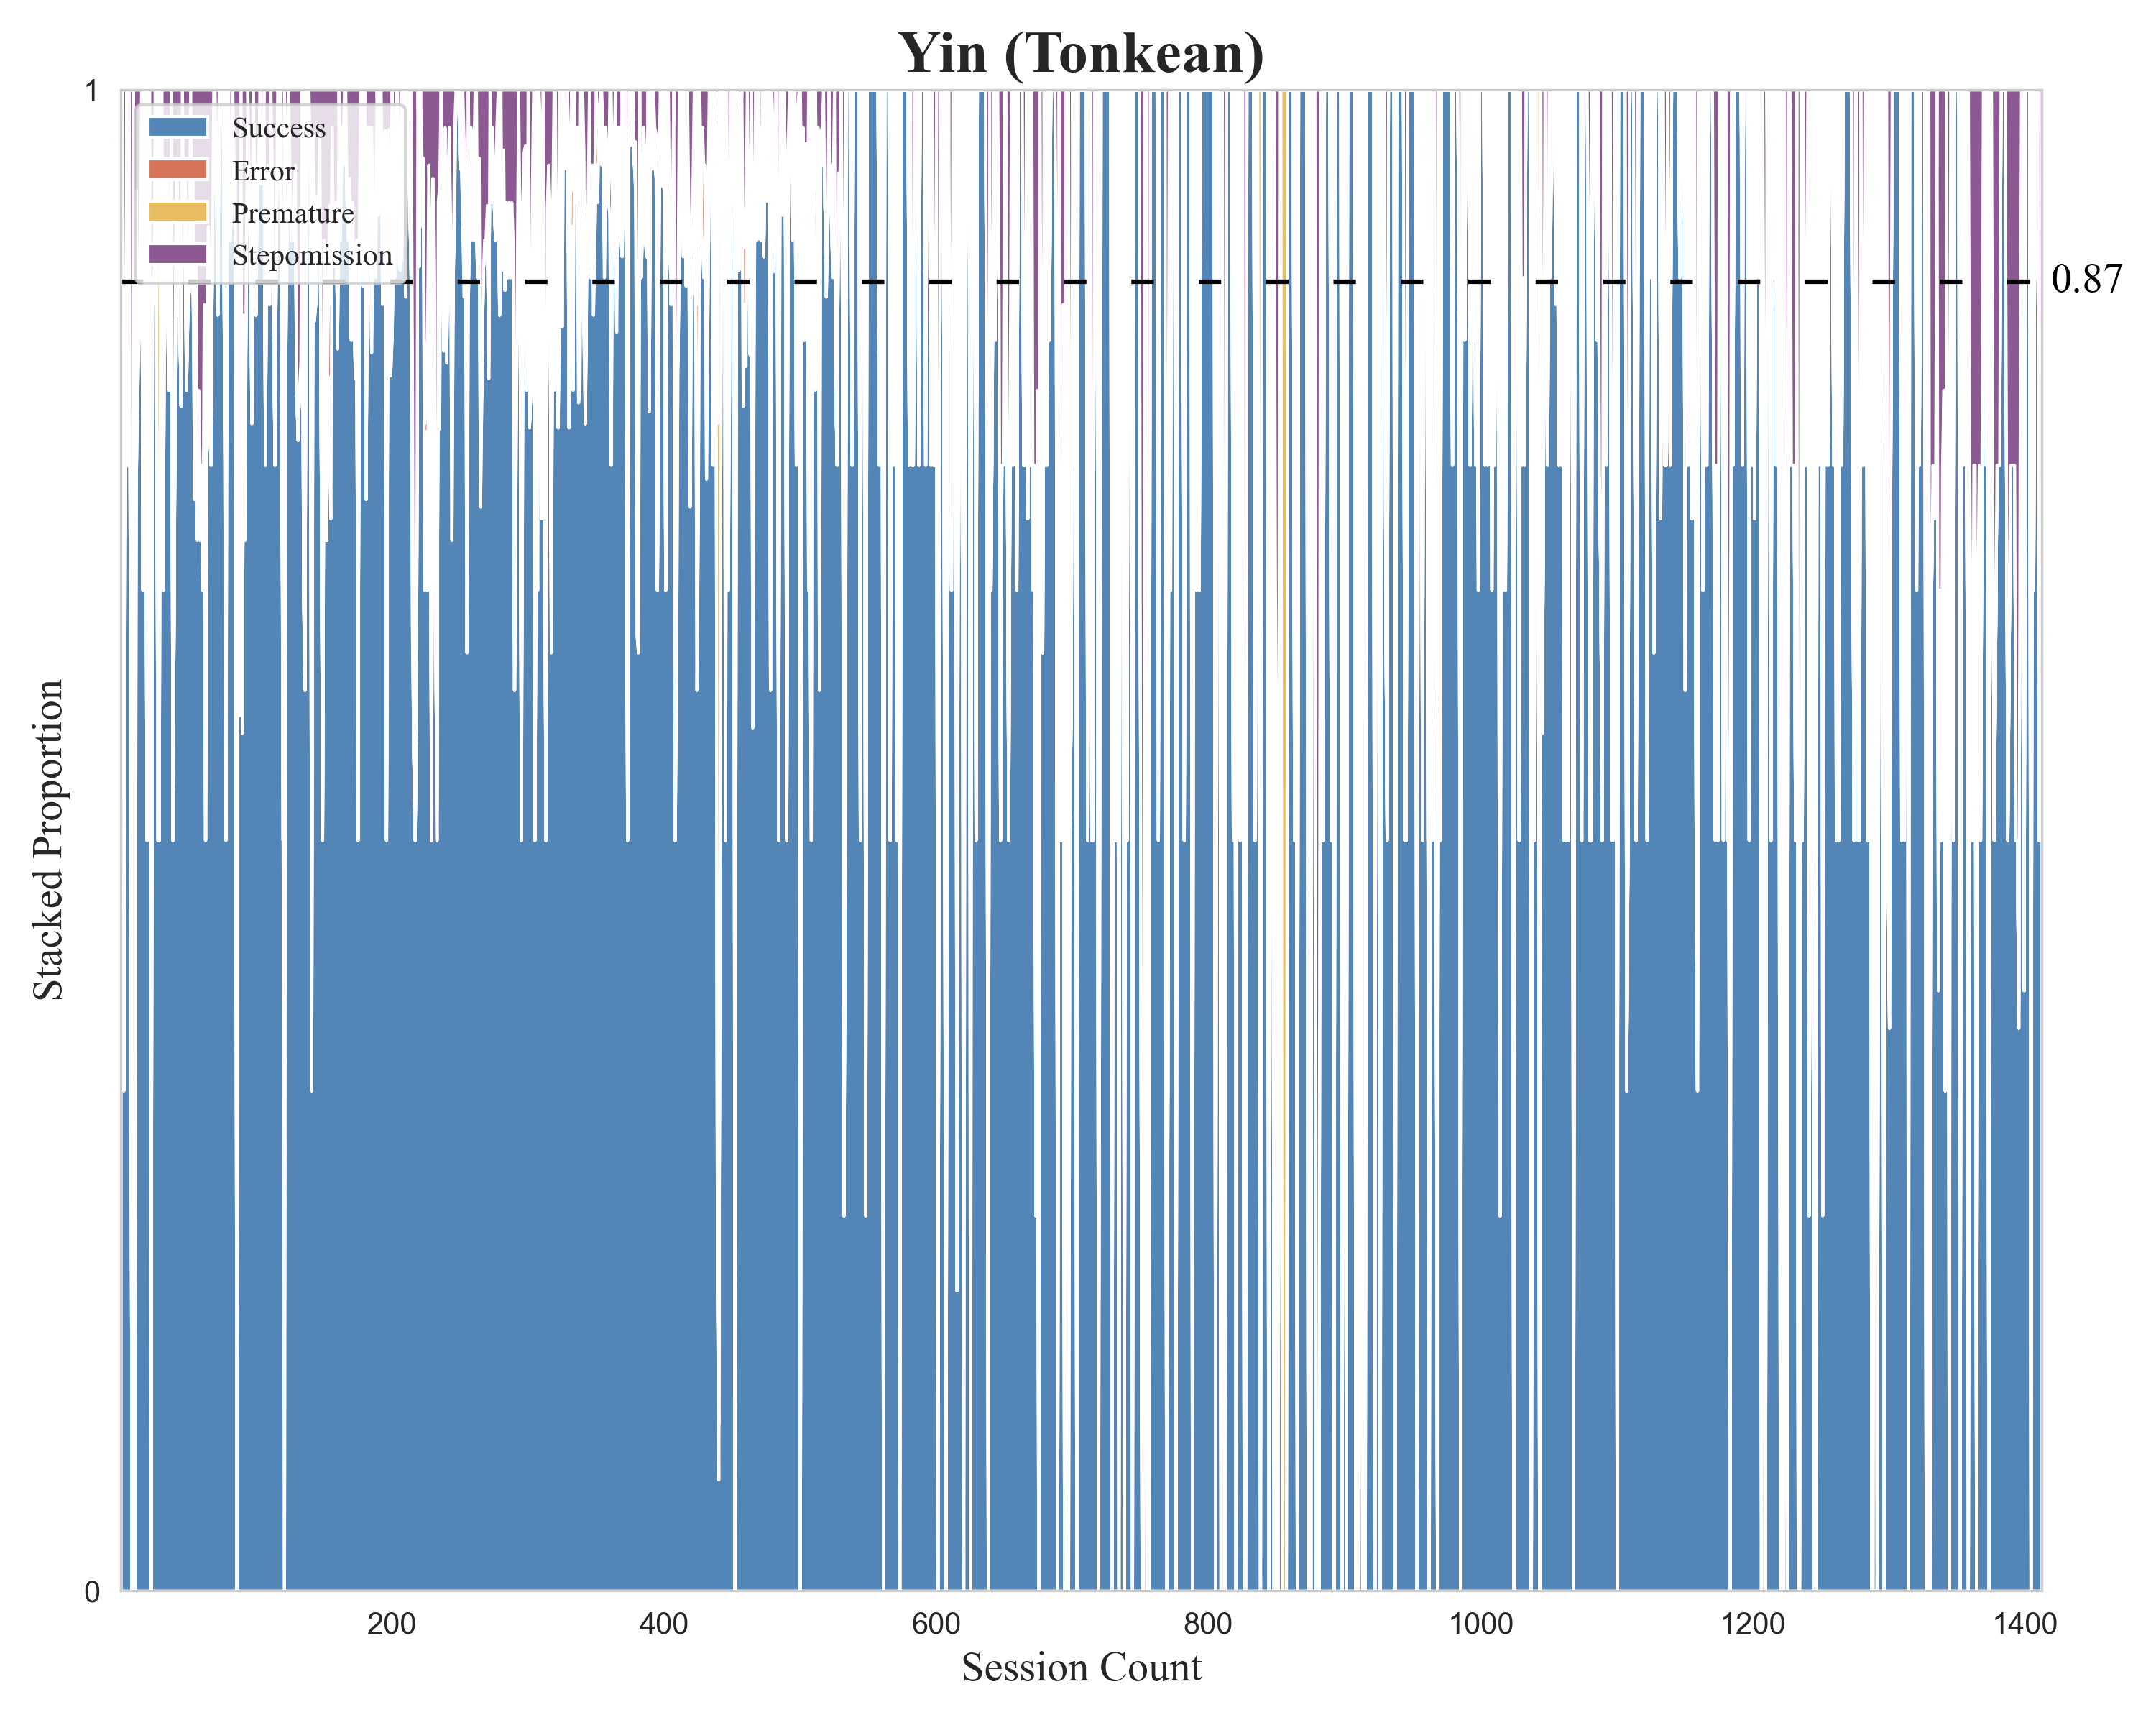 Yin (Tonkean)
1
Success
Error
Premature
Stepomission
0.87
Stacked Proportion
0
200 400 600 800 1000 1200 1400
Session Count